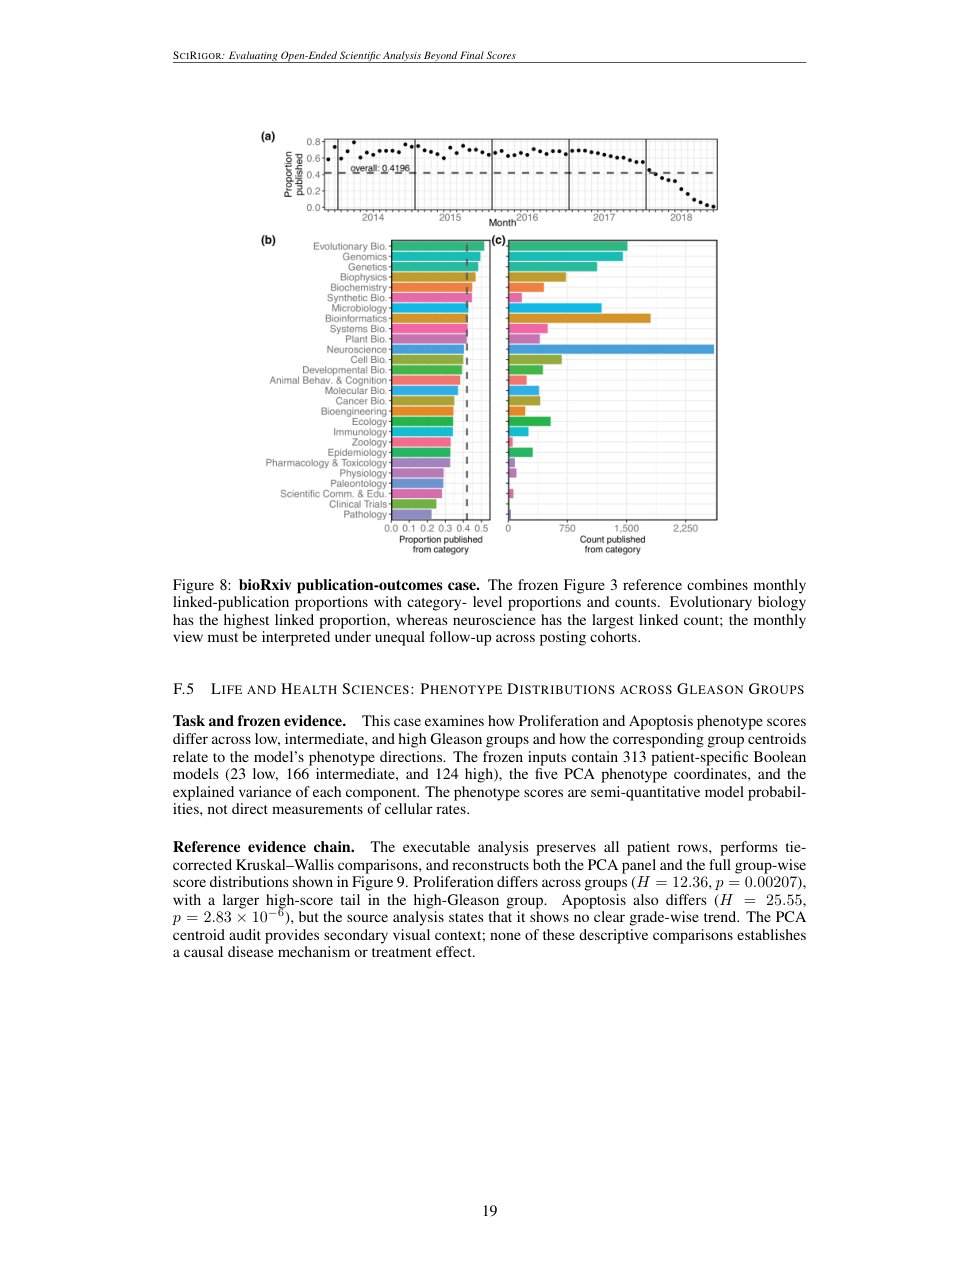 SCIRIGOR: Evaluating Open-Ended Scientific Analysis Beyond Final Scores
(a)
Proportion
published
0.8
0.6
0.4
0.2
0.0
overall: 0.4196
2014 2015 2016 2017 2018
Month
(b)
Evolutionary Bio.
Genomics
Genetics
Biophysics
Biochemistry
Synthetic Bio.
Microbiology
Bioinformatics
Systems Bio.
Plant Bio.
Neuroscience
Cell Bio.
Developmental Bio.
Animal Behav. & Cognition
Molecular Bio.
Cancer Bio.
Bioengineering
Ecology
Immunology
Zoology
Epidemiology
Pharmacology & Toxicology
Physiology
Paleontology
Scientific Comm. & Edu.
Clinical Trials
Pathology
0.0 0.1 0.2 0.3 0.4 0.5
Proportion published
from category
(c)
0 750 1,500 2,250
Count published
from category
Figure 8: bioRxiv publication-outcomes case. The frozen Figure 3 reference combines monthly
linked-publication proportions with category- level proportions and counts. Evolutionary biology
has the highest linked proportion, whereas neuroscience has the largest linked count; the monthly
view must be interpreted under unequal follow-up across posting cohorts.
F.5 LIFE AND HEALTH SCIENCES: PHENOTYPE DISTRIBUTIONS ACROSS GLEASON GROUPS
Task and frozen evidence. This case examines how Proliferation and Apoptosis phenotype scores
differ across low, intermediate, and high Gleason groups and how the corresponding group centroids
relate to the model's phenotype directions. The frozen inputs contain 313 patient-specific Boolean
models (23 low, 166 intermediate, and 124 high), the five PCA phenotype coordinates, and the
explained variance of each component. The phenotype scores are semi-quantitative model probabil-
ities, not direct measurements of cellular rates.
Reference evidence chain. The executable analysis preserves all patient rows, performs tie-
corrected Kruskal–Wallis comparisons, and reconstructs both the PCA panel and the full group-wise
score distributions shown in Figure 9. Proliferation differs across groups (H = 12.36, p = 0.00207),
with a larger high-score tail in the high-Gleason group. Apoptosis also differs (H = 25.55,
p = 2.83 × 10⁻⁶), but the source analysis states that it shows no clear grade-wise trend. The PCA
centroid audit provides secondary visual context; none of these descriptive comparisons establishes
a causal disease mechanism or treatment effect.
19